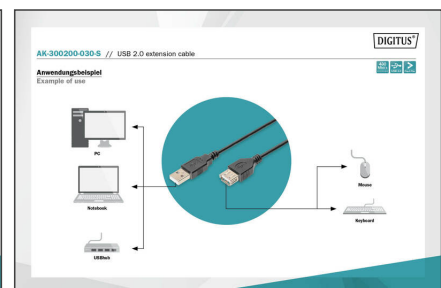 DIGITUS®
AK-300200-030-S // USB 2.0 extension cable
Anwendungsbeispiel
Example of use
PC
Notebook
USBhub
Mouse
Keyboard